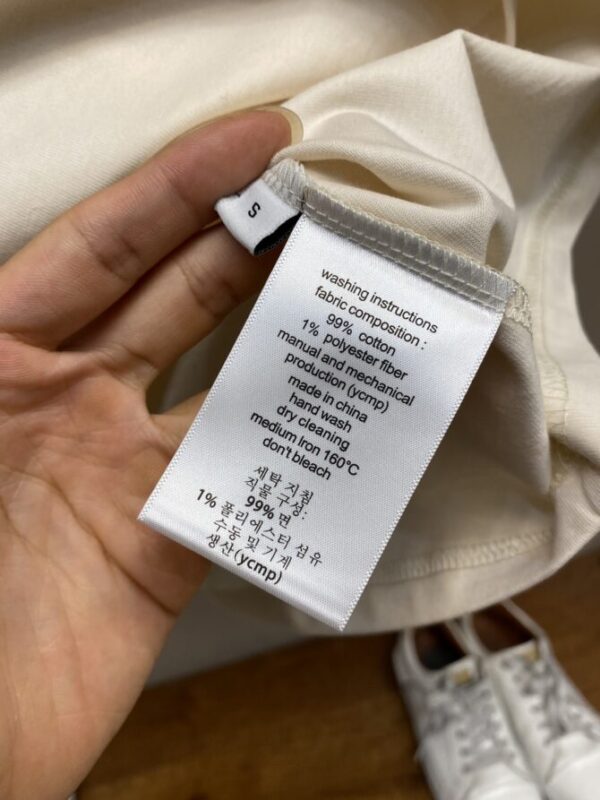 S
washing instructions
fabric composition :
99% cotton
1% polyester fiber
manual and mechanical
production (ycmp)
made in china
hand wash
dry cleaning
medium Iron 160°C
don't bleach
세탁 지침
직물 구성:
99% 면
1% 폴리에스터 섬유
수동 및 기계
생산(ycmp)